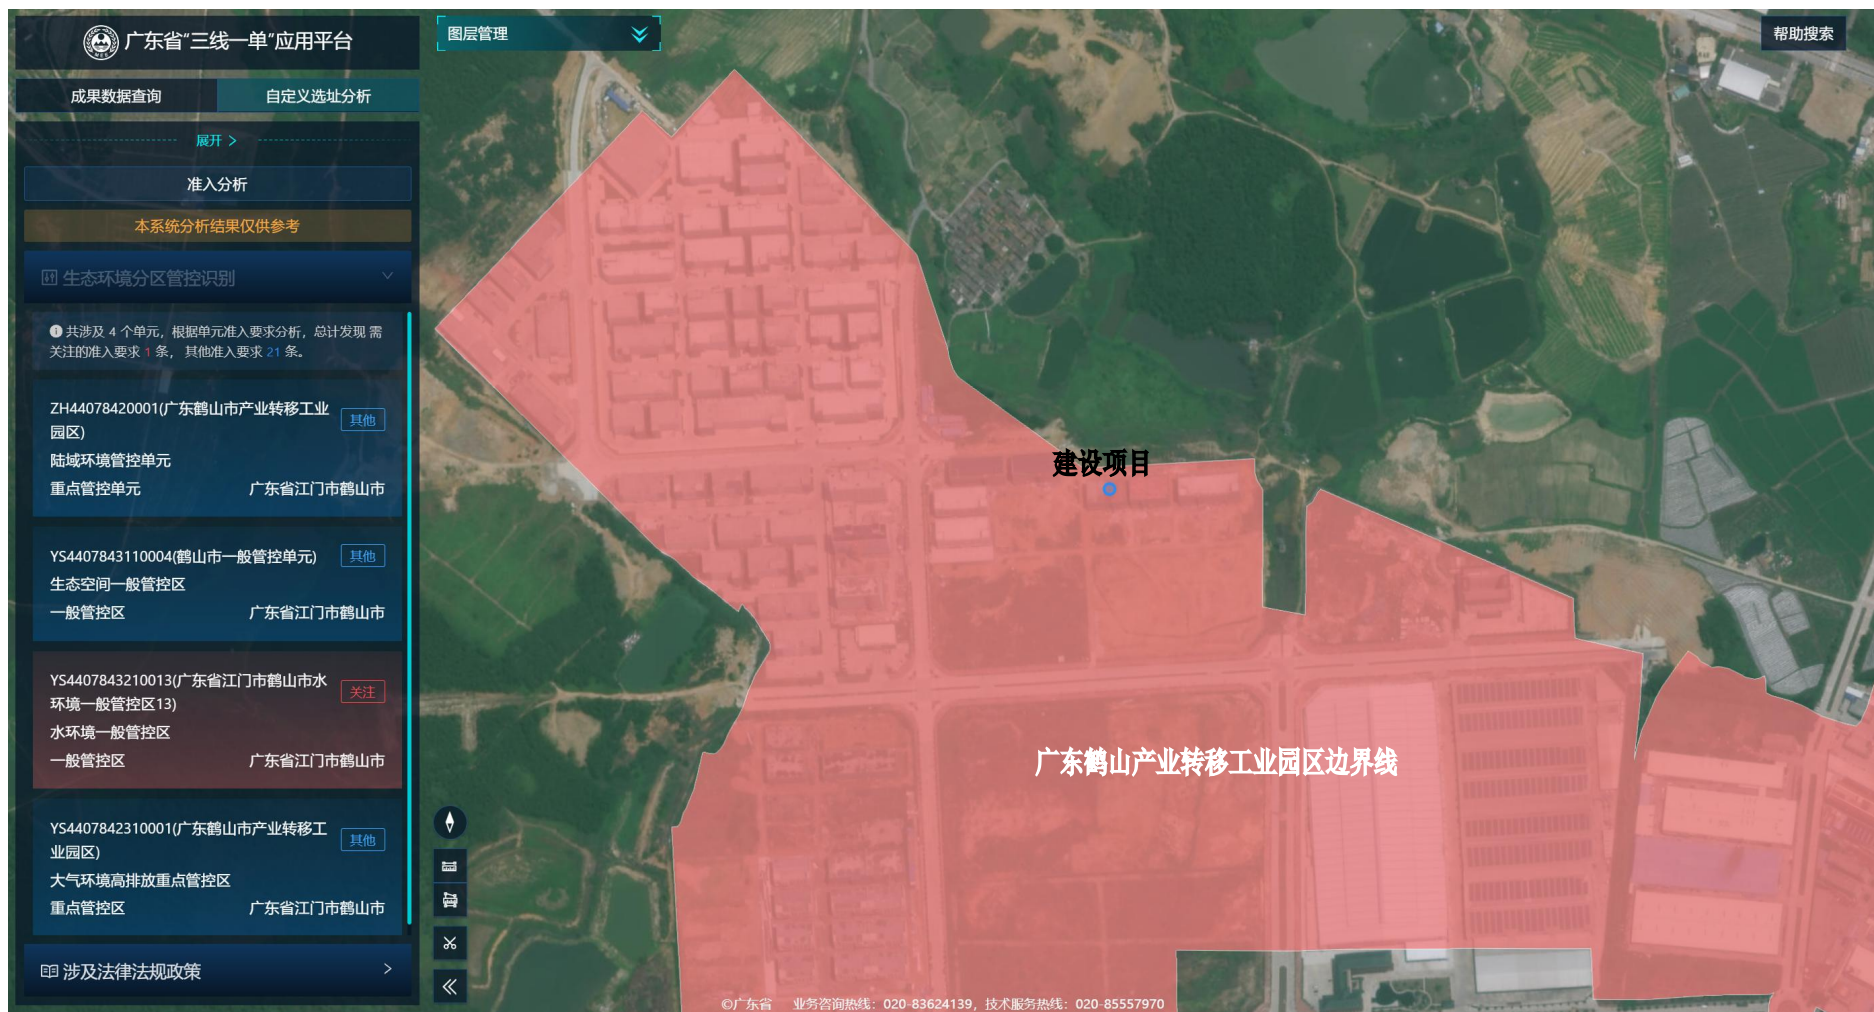 广东省“三线一单”应用平台
成果数据查询
自定义选址分析
展开 >
准入分析
本系统分析结果仅供参考
生态环境分区管控识别
共涉及 4 个单元，根据单元准入要求分析，总计发现 需
关注的准入要求 1 条， 其他准入要求 21 条。
ZH44078420001(广东鹤山市产业转移工业
园区)
其他
陆域环境管控单元
重点管控单元
广东省江门市鹤山市
YS4407843110004(鹤山市一般管控单元)
其他
生态空间一般管控区
一般管控区
广东省江门市鹤山市
YS4407843210013(广东省江门市鹤山市水
环境一般管控区13)
关注
水环境一般管控区
一般管控区
广东省江门市鹤山市
YS4407842310001(广东鹤山市产业转移工
业园区)
其他
大气环境高排放重点管控区
重点管控区
广东省江门市鹤山市
涉及法律法规政策
图层管理
帮助搜索
建设项目
广东鹤山产业转移工业园区边界线
©广东省 业务咨询热线：020-83624139，技术服务热线：020-85557970